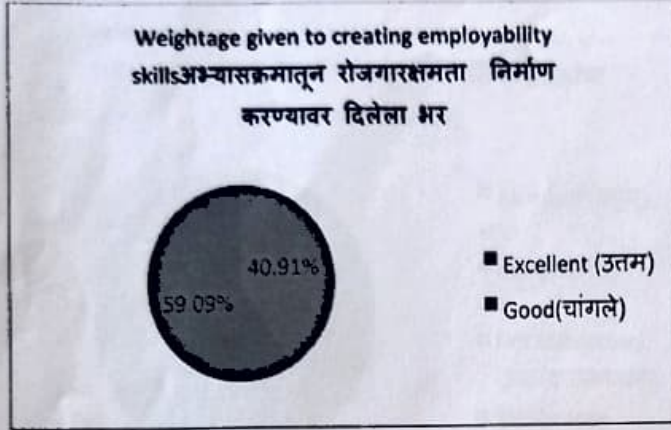 Weightage given to creating employability
skillsअभ्यासक्रमातून रोजगारक्षमता निर्माण
करण्यावर दिलेला भर
40.91%
59.09%
Excellent (उत्तम)
Good(चांगले)